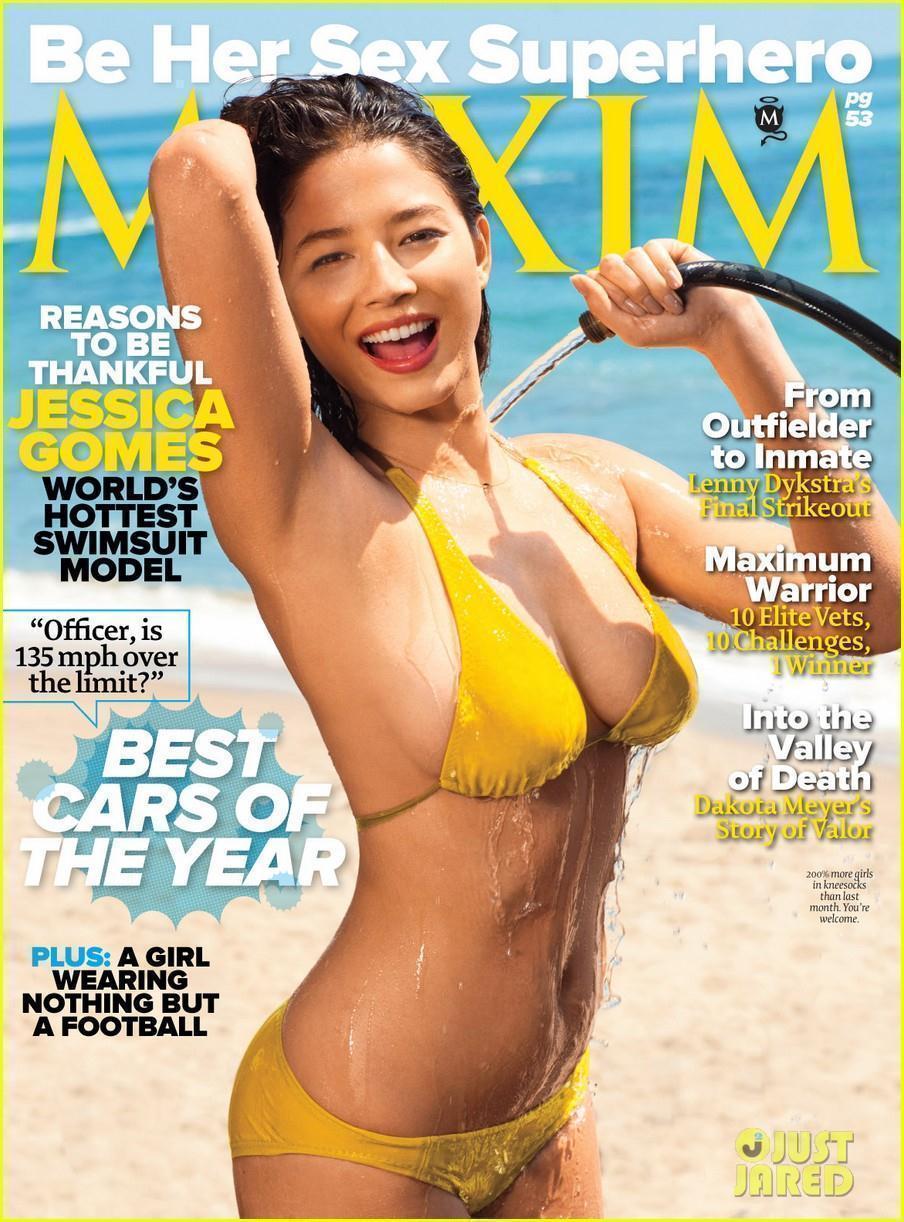 Be Her Sex Superhero
MAXIM
pg
53
M
REASONS
TO BE
THANKFUL
JESSICA
GOMES
WORLD'S
HOTTEST
SWIMSUIT
MODEL
“Officer, is
135 mph over
the limit?”
BEST
CARS OF
THE YEAR
PLUS: A GIRL
WEARING
NOTHING BUT
A FOOTBALL
From
Outfielder
to Inmate
Lenny Dykstra's
Final Strikeout
Maximum
Warrior
10 Elite Vets,
10 Challenges,
1 Winner
Into the
Valley
of Death
Dakota Meyer's
Story of Valor
200% more girls
in kneesocks
than last
month. You're
welcome.
JUST
JARED